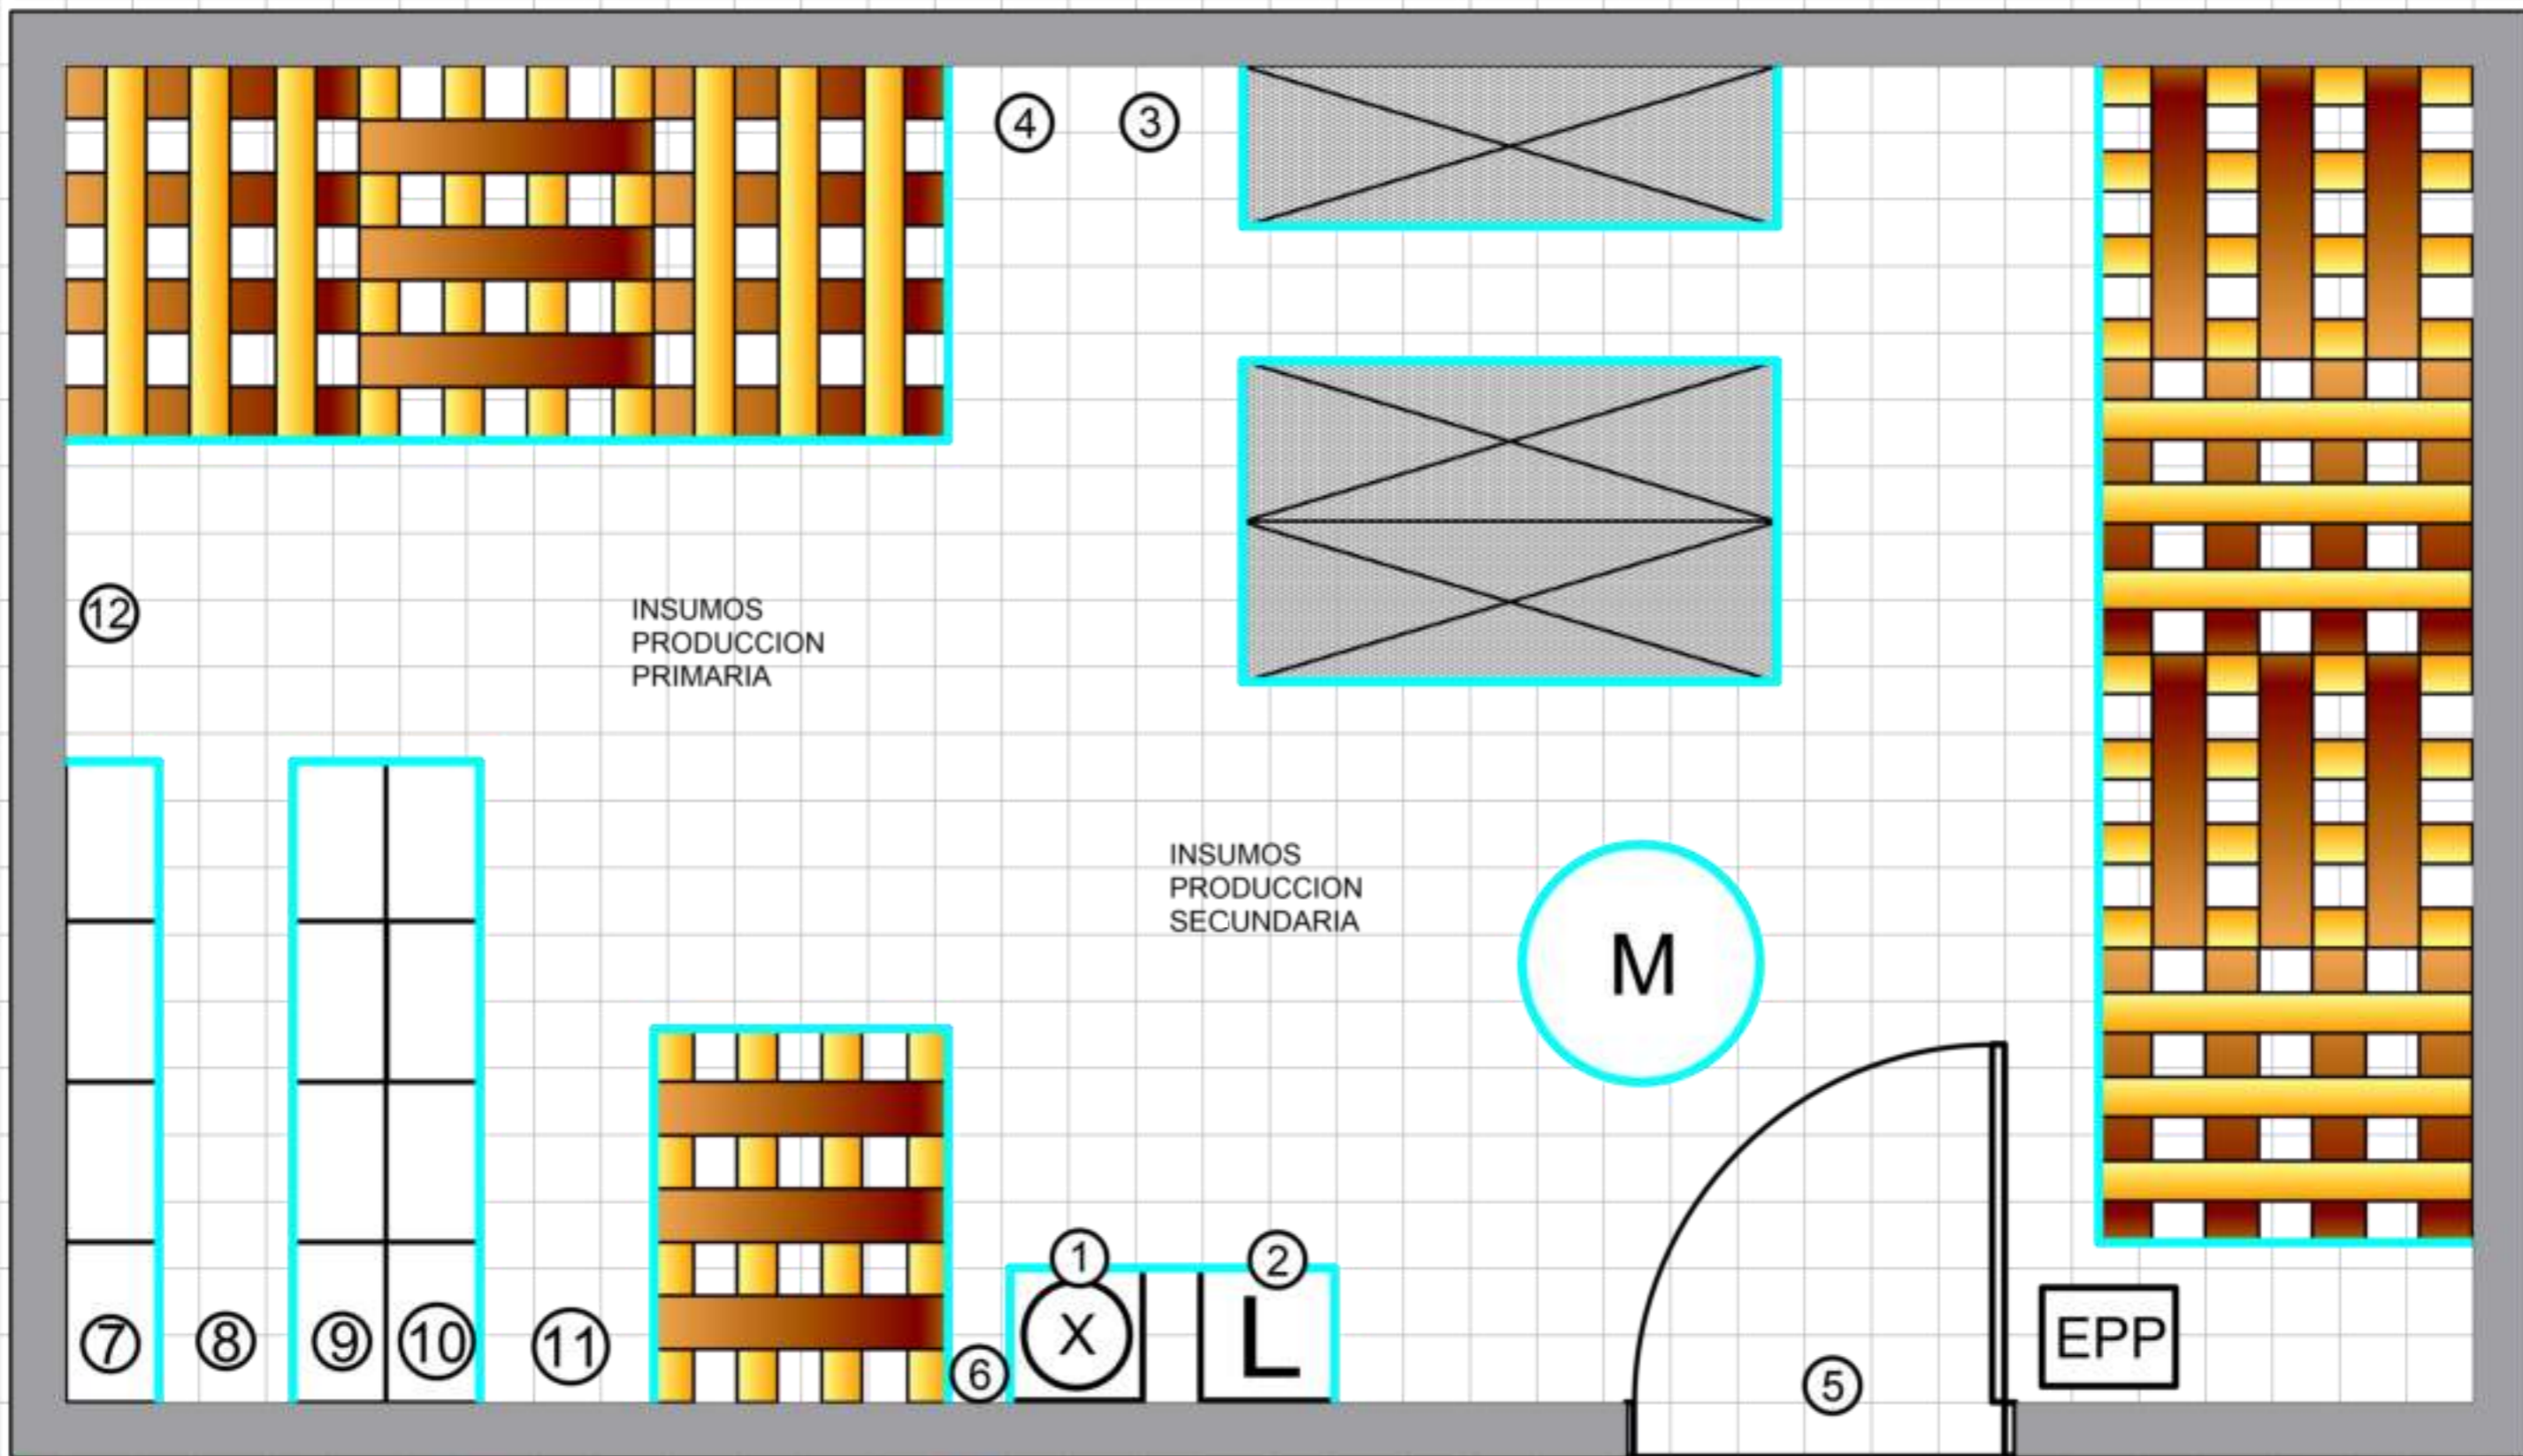 4 3
12
INSUMOS
PRODUCCION
PRIMARIA
INSUMOS
PRODUCCION
SECUNDARIA
M
1 2
X L
EPP
7 8 9 10 11 6 5